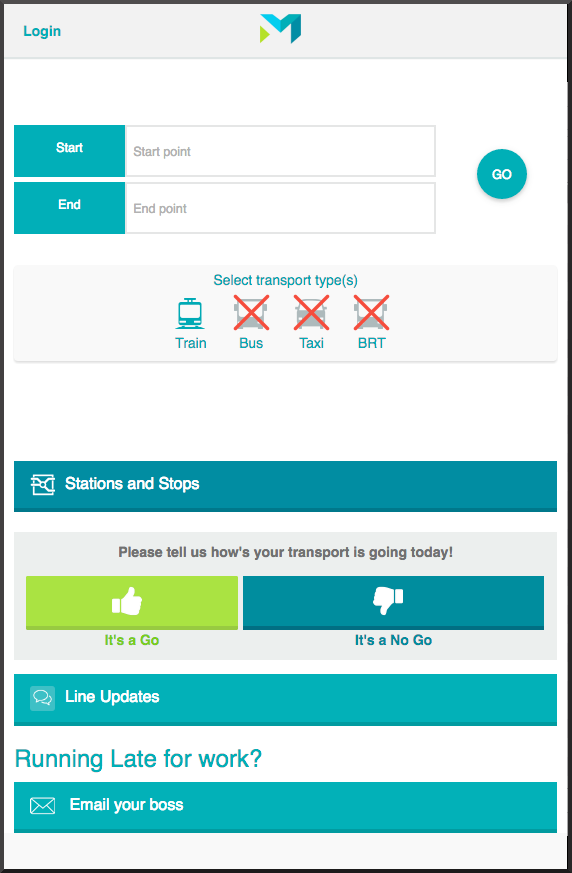 Login
Start
Start point
GO
End
End point
Select transport type(s)
Train
Bus
Taxi
BRT
Stations and Stops
Please tell us how's your transport is going today!
It's a Go
It's a No Go
Line Updates
Running Late for work?
Email your boss